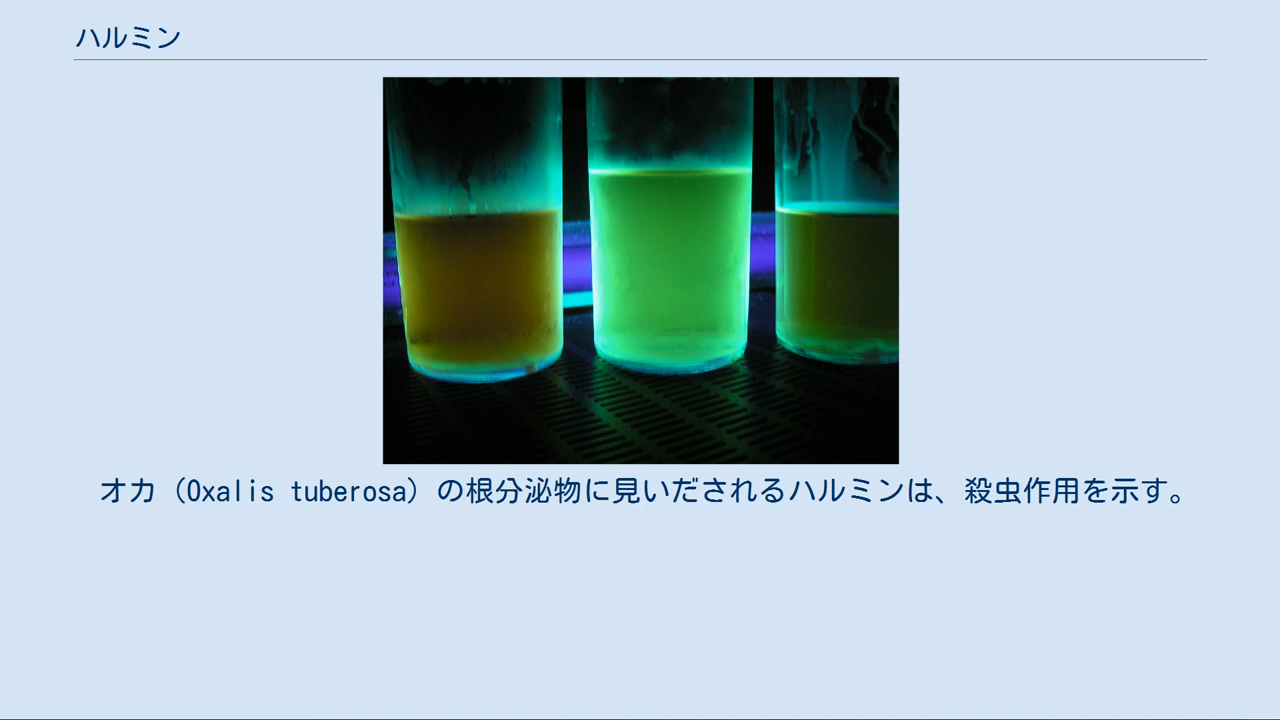 ハルミン
オカ（Oxalis tuberosa）の根分泌物に見いだされるハルミンは、殺虫作用を示す。